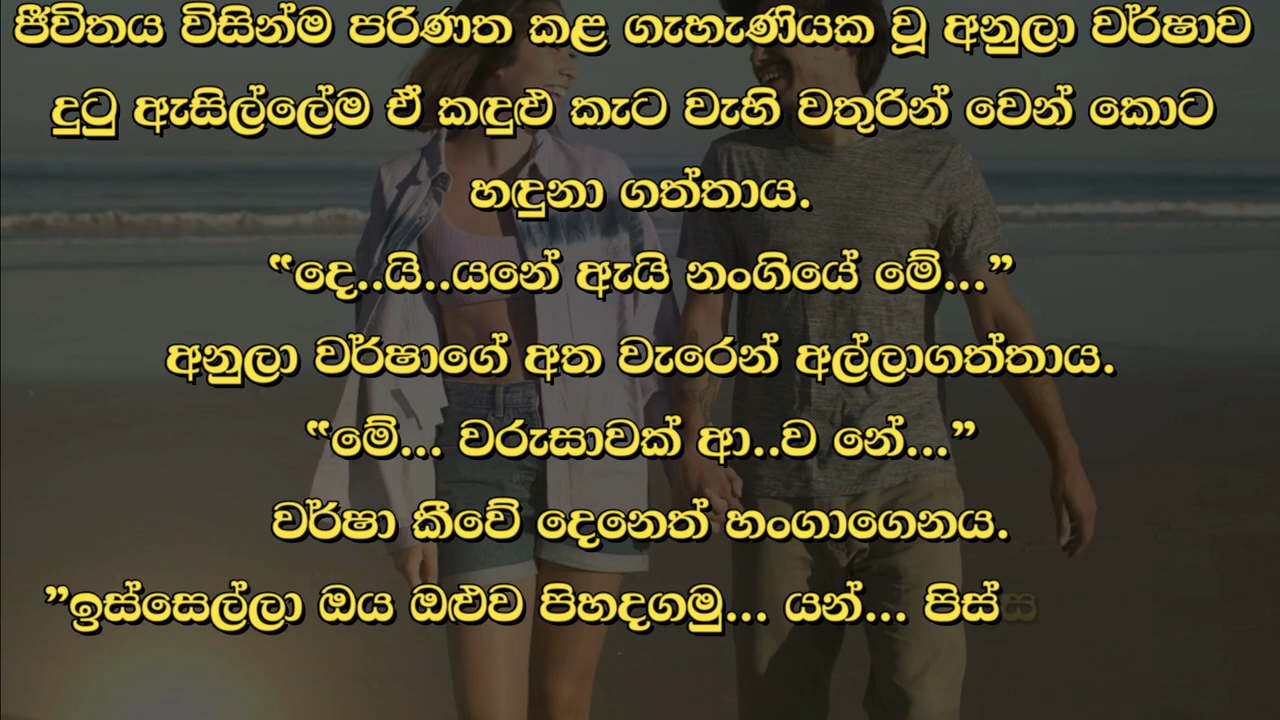 ජීවිතය විසින්ම පරිණත කළ ගැහැණියක වූ අනුලා වර්ෂාව
දුටු ඇසිල්ලේම ඒ කඳුළු කැට වැහි වතුරින් වෙන් කොට
හඳුනා ගත්තාය.
“දෙ..යි..යනේ ඇයි නංගියේ මේ...”
අනුලා වර්ෂාගේ අත වැරෙන් අල්ලාගත්තාය.
“මේ... වරුසාවක් ආ..ව නේ...”
වර්ෂා කීවේ දෙනෙත් හංගාගෙනය.
”ඉස්සෙල්ලා ඔය ඔළුව පිහදගමු... යන්... පිස්ස